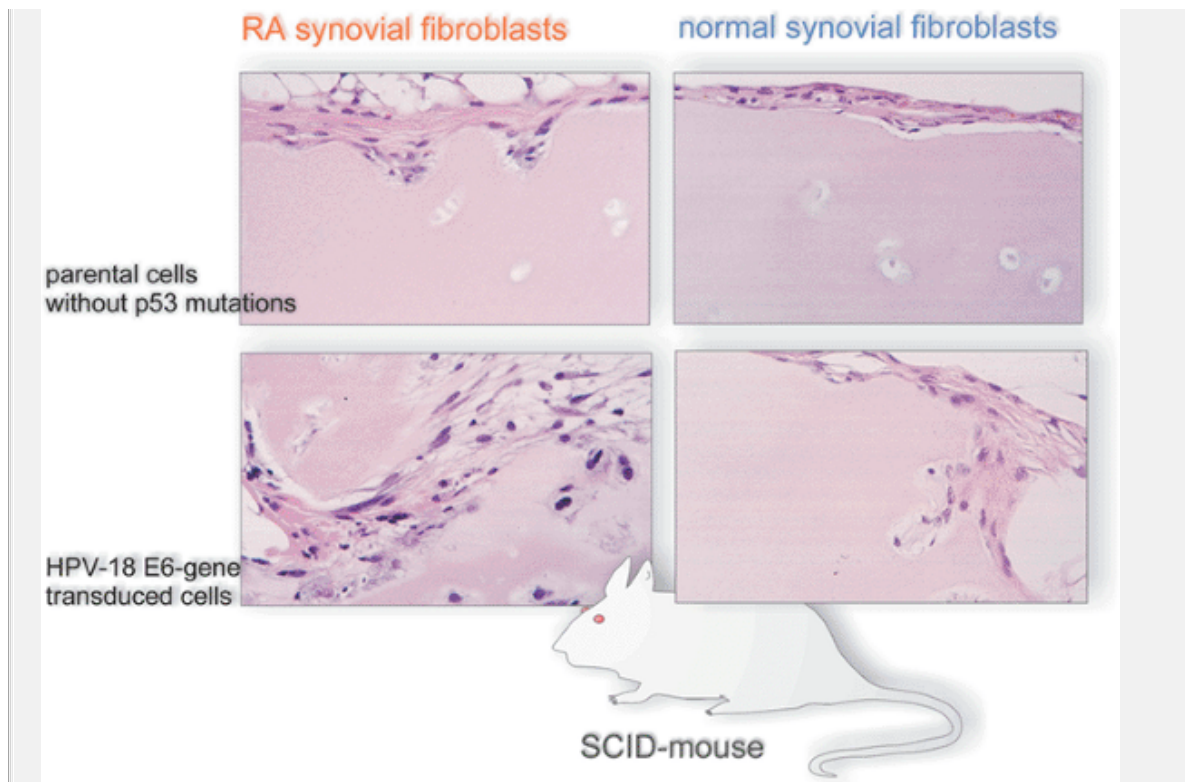 RA synovial fibroblasts
normal synovial fibroblasts
parental cells
without p53 mutations
HPV-18 E6-gene
transduced cells
SCID-mouse